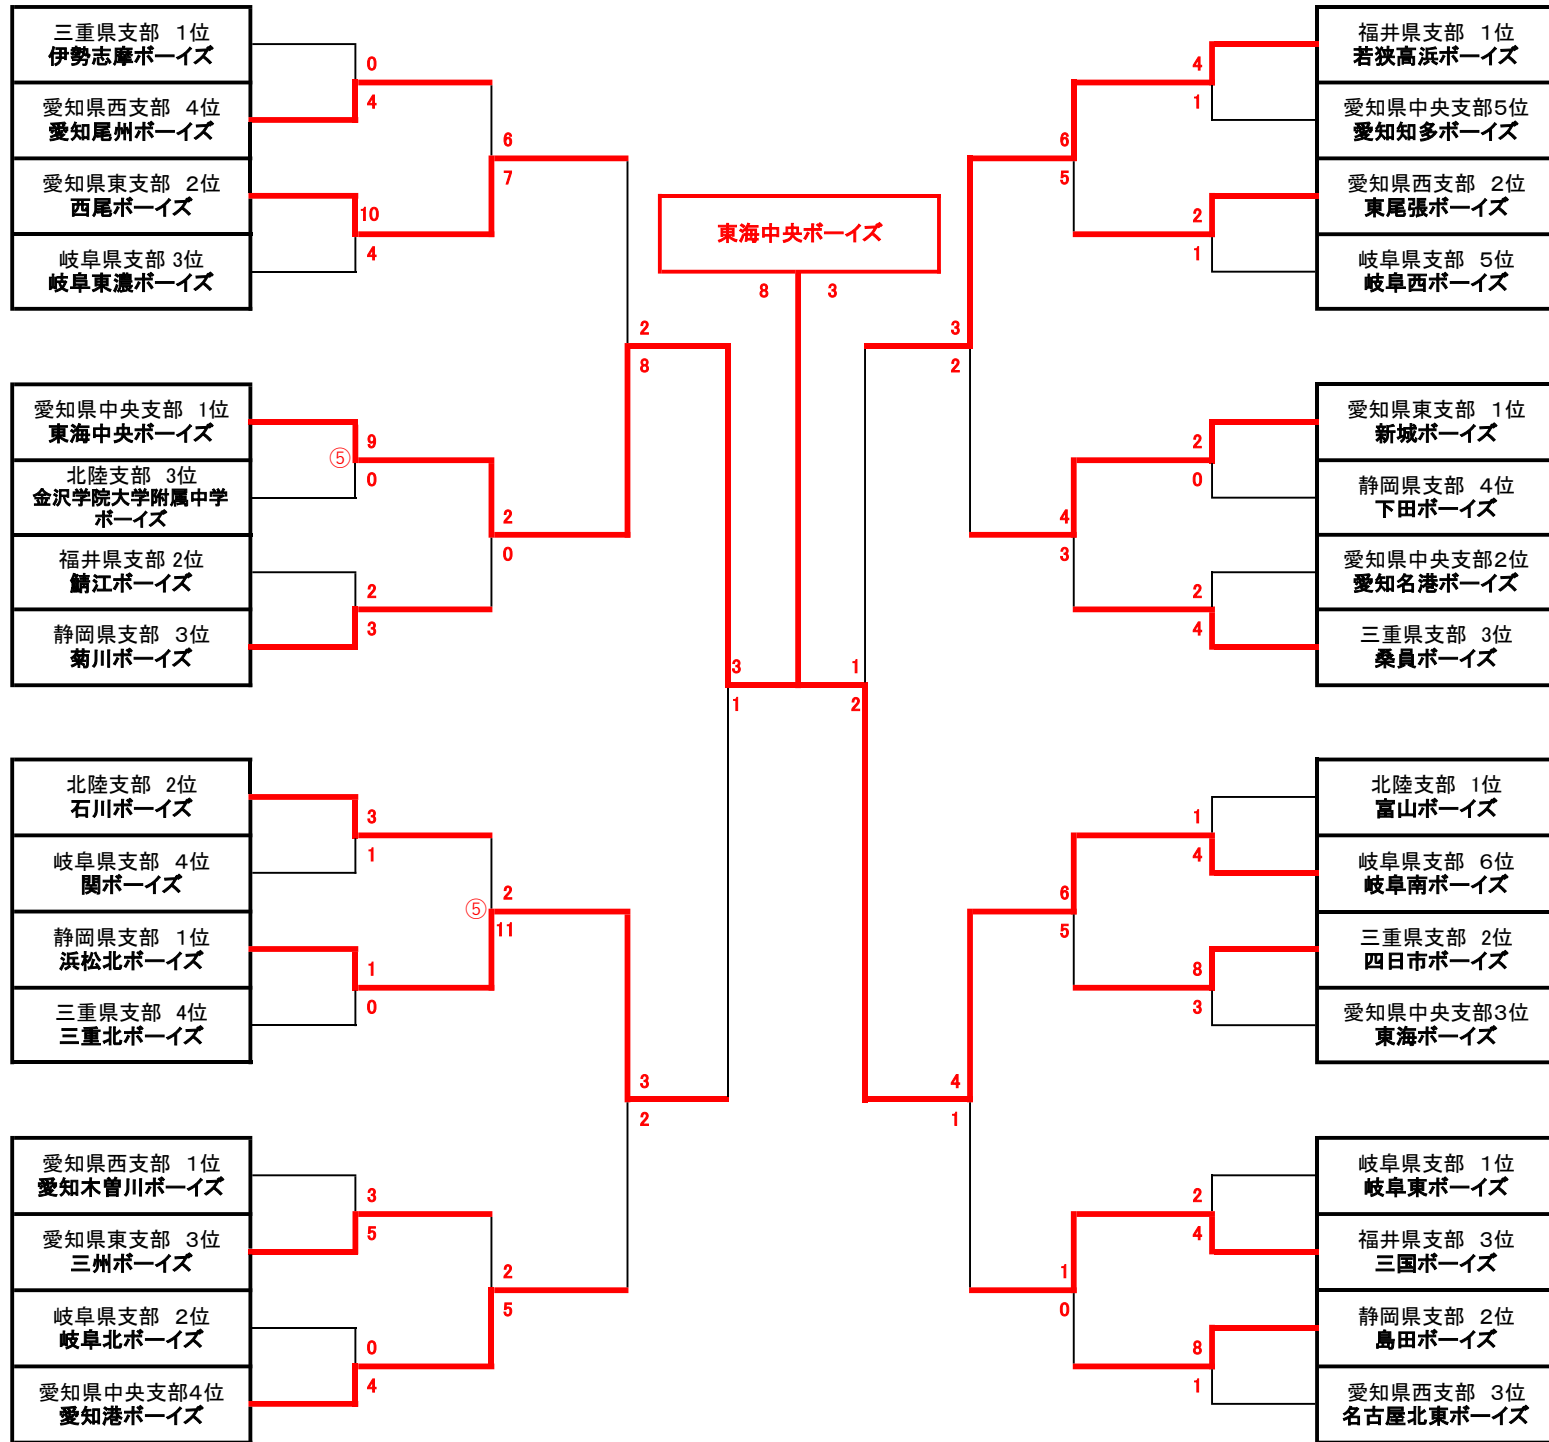 三重県支部 1位
伊勢志摩ボーイズ
愛知県西支部 4位
愛知尾州ボーイズ
愛知県東支部 2位
西尾ボーイズ
岐阜県支部 3位
岐阜東濃ボーイズ
0
4
10
4
6
7
愛知県中央支部 1位
東海中央ボーイズ
北陸支部 3位
金沢学院大学附属中学
ボーイズ
福井県支部 2位
鯖江ボーイズ
静岡県支部 3位
菊川ボーイズ
9
⑤
0
2
3
2
0
2
8
北陸支部 2位
石川ボーイズ
岐阜県支部 4位
関ボーイズ
静岡県支部 1位
浜松北ボーイズ
三重県支部 4位
三重北ボーイズ
3
1
1
0
2
⑤
11
愛知県西支部 1位
愛知木曽川ボーイズ
愛知県東支部 3位
三州ボーイズ
岐阜県支部 2位
岐阜北ボーイズ
愛知県中央支部4位
愛知港ボーイズ
3
5
0
4
2
5
3
2
3
1
東海中央ボーイズ
8 3
1
2
福井県支部 1位
若狭高浜ボーイズ
愛知県中央支部5位
愛知知多ボーイズ
愛知県西支部 2位
東尾張ボーイズ
岐阜県支部 5位
岐阜西ボーイズ
4
1
2
1
6
5
3
2
愛知県東支部 1位
新城ボーイズ
静岡県支部 4位
下田ボーイズ
愛知県中央支部2位
愛知名港ボーイズ
三重県支部 3位
桑員ボーイズ
2
0
2
4
4
3
北陸支部 1位
富山ボーイズ
岐阜県支部 6位
岐阜南ボーイズ
三重県支部 2位
四日市ボーイズ
愛知県中央支部3位
東海ボーイズ
1
4
8
3
6
5
4
1
岐阜県支部 1位
岐阜東ボーイズ
福井県支部 3位
三国ボーイズ
静岡県支部 2位
島田ボーイズ
愛知県西支部 3位
名古屋北東ボーイズ
2
4
8
1
1
0